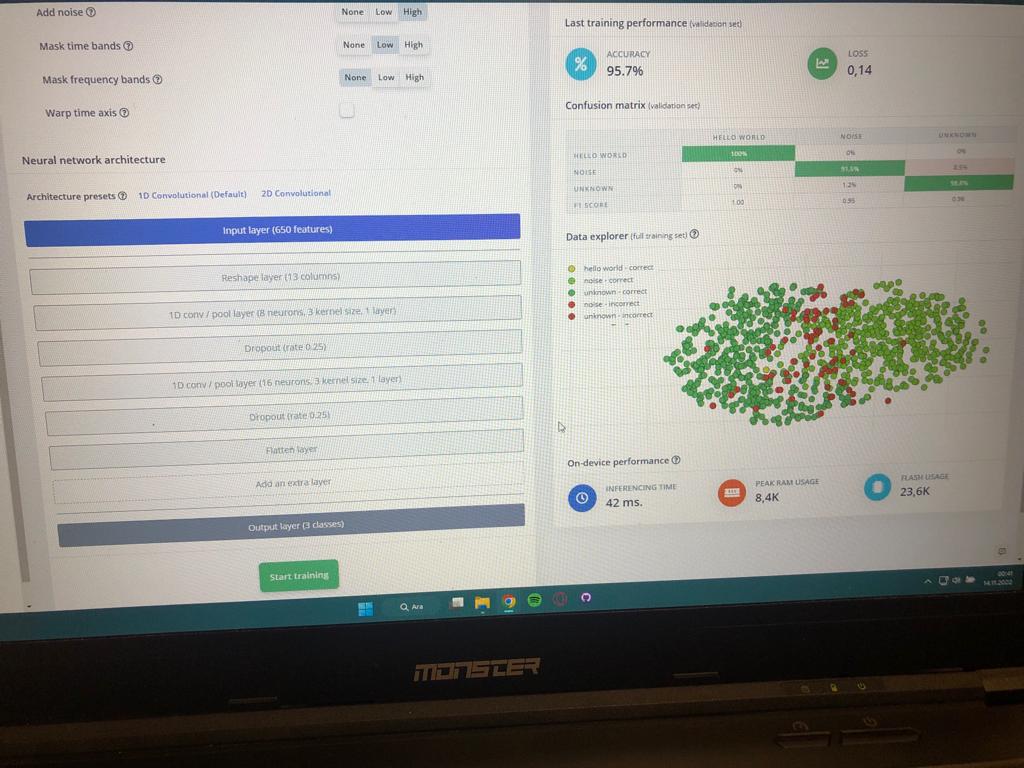 Add noise
None Low High
Mask time bands
None Low High
Mask frequency bands
None Low High
Warp time axis
Neural network architecture
Architecture presets 1D Convolutional (Default) 2D Convolutional
Input layer (650 features)
Reshape layer (13 columns)
1D conv / pool layer (8 neurons, 3 kernel size, 1 layer)
Dropout (rate 0.25)
1D conv / pool layer (16 neurons, 3 kernel size, 1 layer)
Dropout (rate 0.25)
Flatten layer
Add an extra layer
Output layer (3 classes)
Start training
Last training performance (validation set)
% ACCURACY
95.7%
LOSS
0,14
Confusion matrix (validation set)
HELLO WORLD NOISE UNKNOWN
HELLO WORLD 100% 0% 0%
NOISE 0% 91.5% 8.5%
UNKNOWN 0% 1.2% 98.8%
F1 SCORE 1.00 0.95 0.96
Data explorer (full training set)
hello world - correct
noise - correct
unknown - correct
noise - incorrect
unknown - incorrect
On-device performance
INFERENCING TIME
42 ms.
PEAK RAM USAGE
8,4K
FLASH USAGE
23,6K
Ara
00:41
14.11.2022
MONSTER